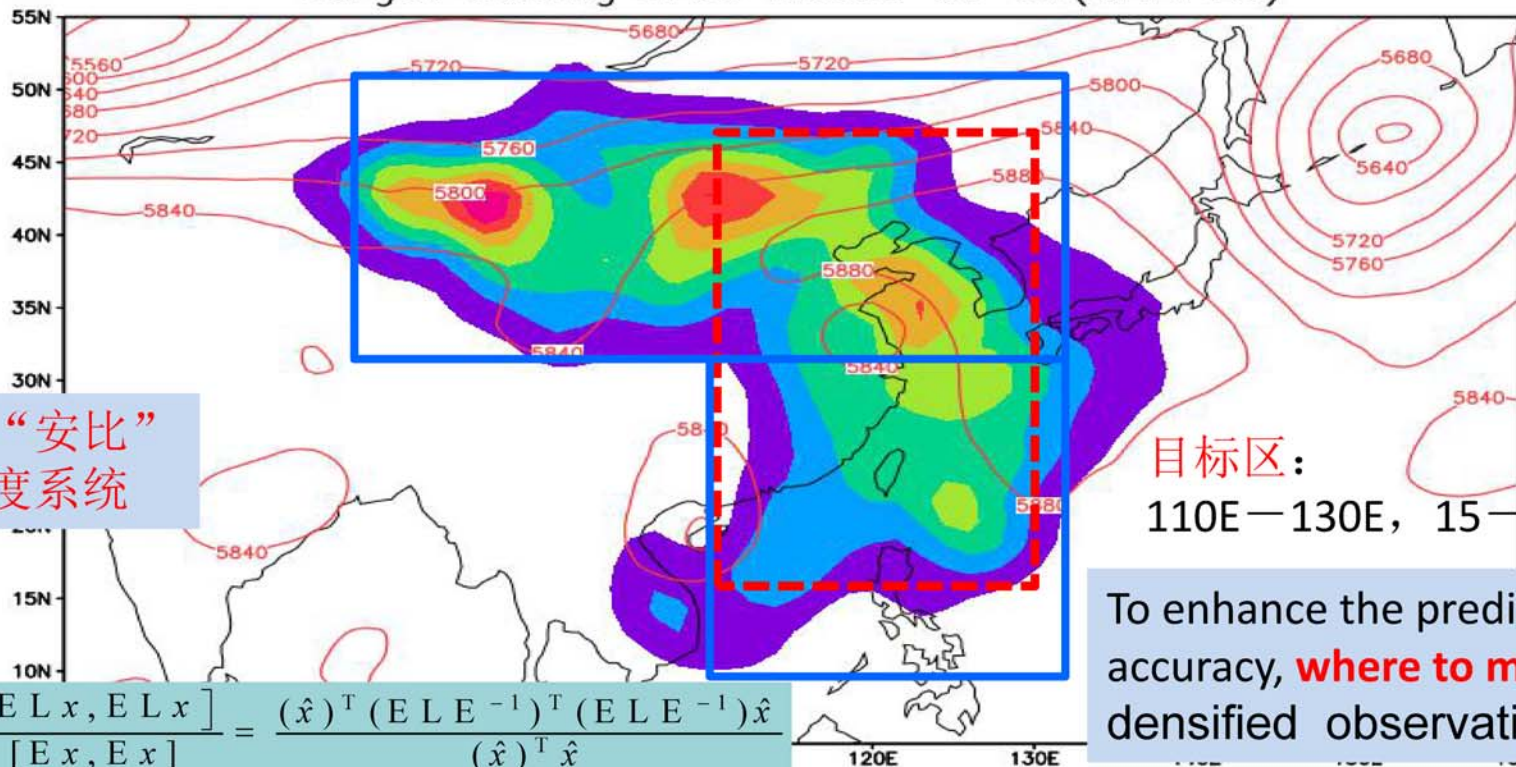 55N
5680
5560
5720
5720
5680
50N
5800
5840
5760
45N
5640
5800
5880
5840
40N
5720
5880
5760
35N
5840
30N
5840
5840
“安比”
度系统
目标区：
5880
110E－130E，15－
5840
15N
To enhance the predi
accuracy, where to m
densified observati
10N
E L x , E L x ] / [ E x , E x ] = (x̂)ᵀ (E L E ⁻¹)ᵀ (E L E ⁻¹)x̂ / (x̂)ᵀ x̂
120E 130E